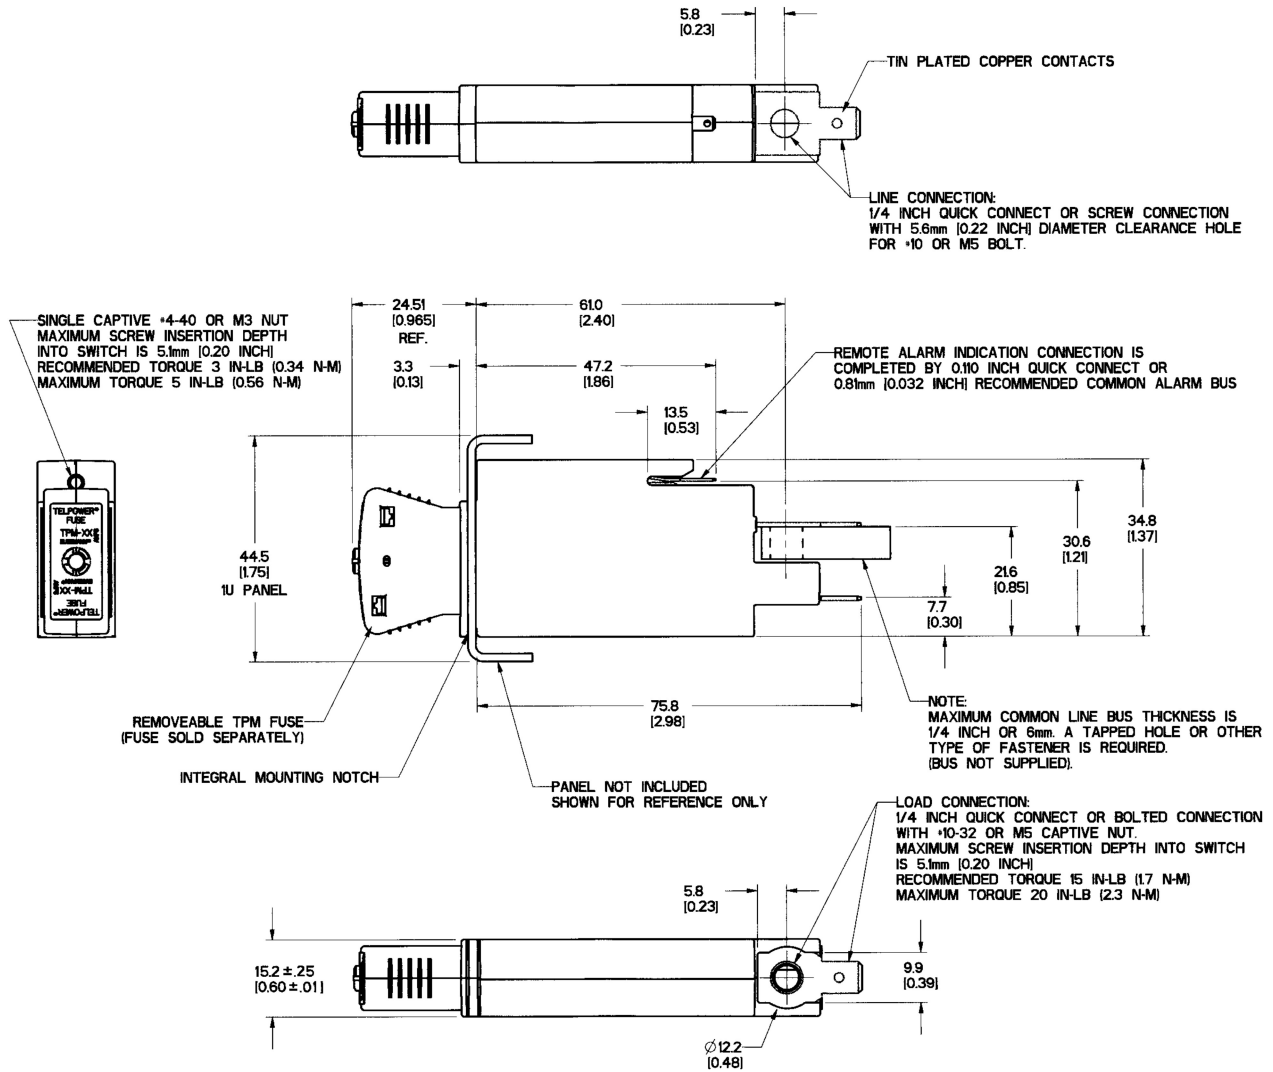 5.8
[0.23]
TIN PLATED COPPER CONTACTS
LINE CONNECTION:
1/4 INCH QUICK CONNECT OR SCREW CONNECTION
WITH 5.6mm [0.22 INCH] DIAMETER CLEARANCE HOLE
FOR #10 OR M5 BOLT.
SINGLE CAPTIVE #4-40 OR M3 NUT
MAXIMUM SCREW INSERTION DEPTH
INTO SWITCH IS 5.1mm [0.20 INCH]
RECOMMENDED TORQUE 3 IN-LB (0.34 N-M)
MAXIMUM TORQUE 5 IN-LB (0.56 N-M)
24.51
[0.965]
REF.
61.0
[2.40]
3.3
[0.13]
47.2
[1.86]
REMOTE ALARM INDICATION CONNECTION IS
COMPLETED BY 0.110 INCH QUICK CONNECT OR
0.81mm [0.032 INCH] RECOMMENDED COMMON ALARM BUS
13.5
[0.53]
TELPOWER®
FUSE
TPM-XX
TPM-XX
FUSE
TELPOWER®
44.5
[1.75]
1U PANEL
34.8
[1.37]
30.6
[1.21]
21.6
[0.85]
7.7
[0.30]
75.8
[2.98]
REMOVEABLE TPM FUSE
(FUSE SOLD SEPARATELY)
INTEGRAL MOUNTING NOTCH
PANEL NOT INCLUDED
SHOWN FOR REFERENCE ONLY
NOTE:
MAXIMUM COMMON LINE BUS THICKNESS IS
1/4 INCH OR 6mm. A TAPPED HOLE OR OTHER
TYPE OF FASTENER IS REQUIRED.
(BUS NOT SUPPLIED).
LOAD CONNECTION:
1/4 INCH QUICK CONNECT OR BOLTED CONNECTION
WITH #10-32 OR M5 CAPTIVE NUT.
MAXIMUM SCREW INSERTION DEPTH INTO SWITCH
IS 5.1mm [0.20 INCH]
RECOMMENDED TORQUE 15 IN-LB (1.7 N-M)
MAXIMUM TORQUE 20 IN-LB (2.3 N-M)
5.8
[0.23]
15.2 ±.25
[0.60 ±.01]
9.9
[0.39]
Ø12.2
[0.48]